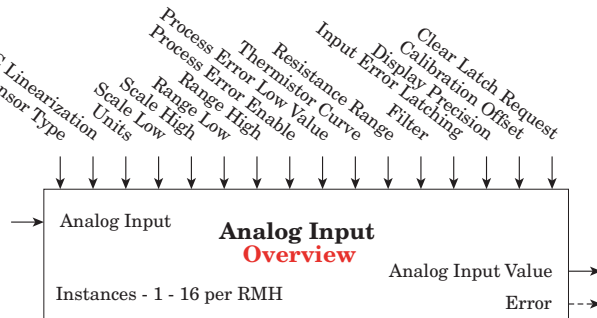 Type
Linearization
Units
Scale Low
Scale High
Range Low
Range High
Process Error Enable
Process Error Low Value
Thermistor Curve
Resistance Range
Filter
Input Error Latching
Display Precision
Calibration Offset
Clear Latch Request
Analog Input
Analog Input
Overview
Analog Input Value
Instances - 1 - 16 per RMH
Error